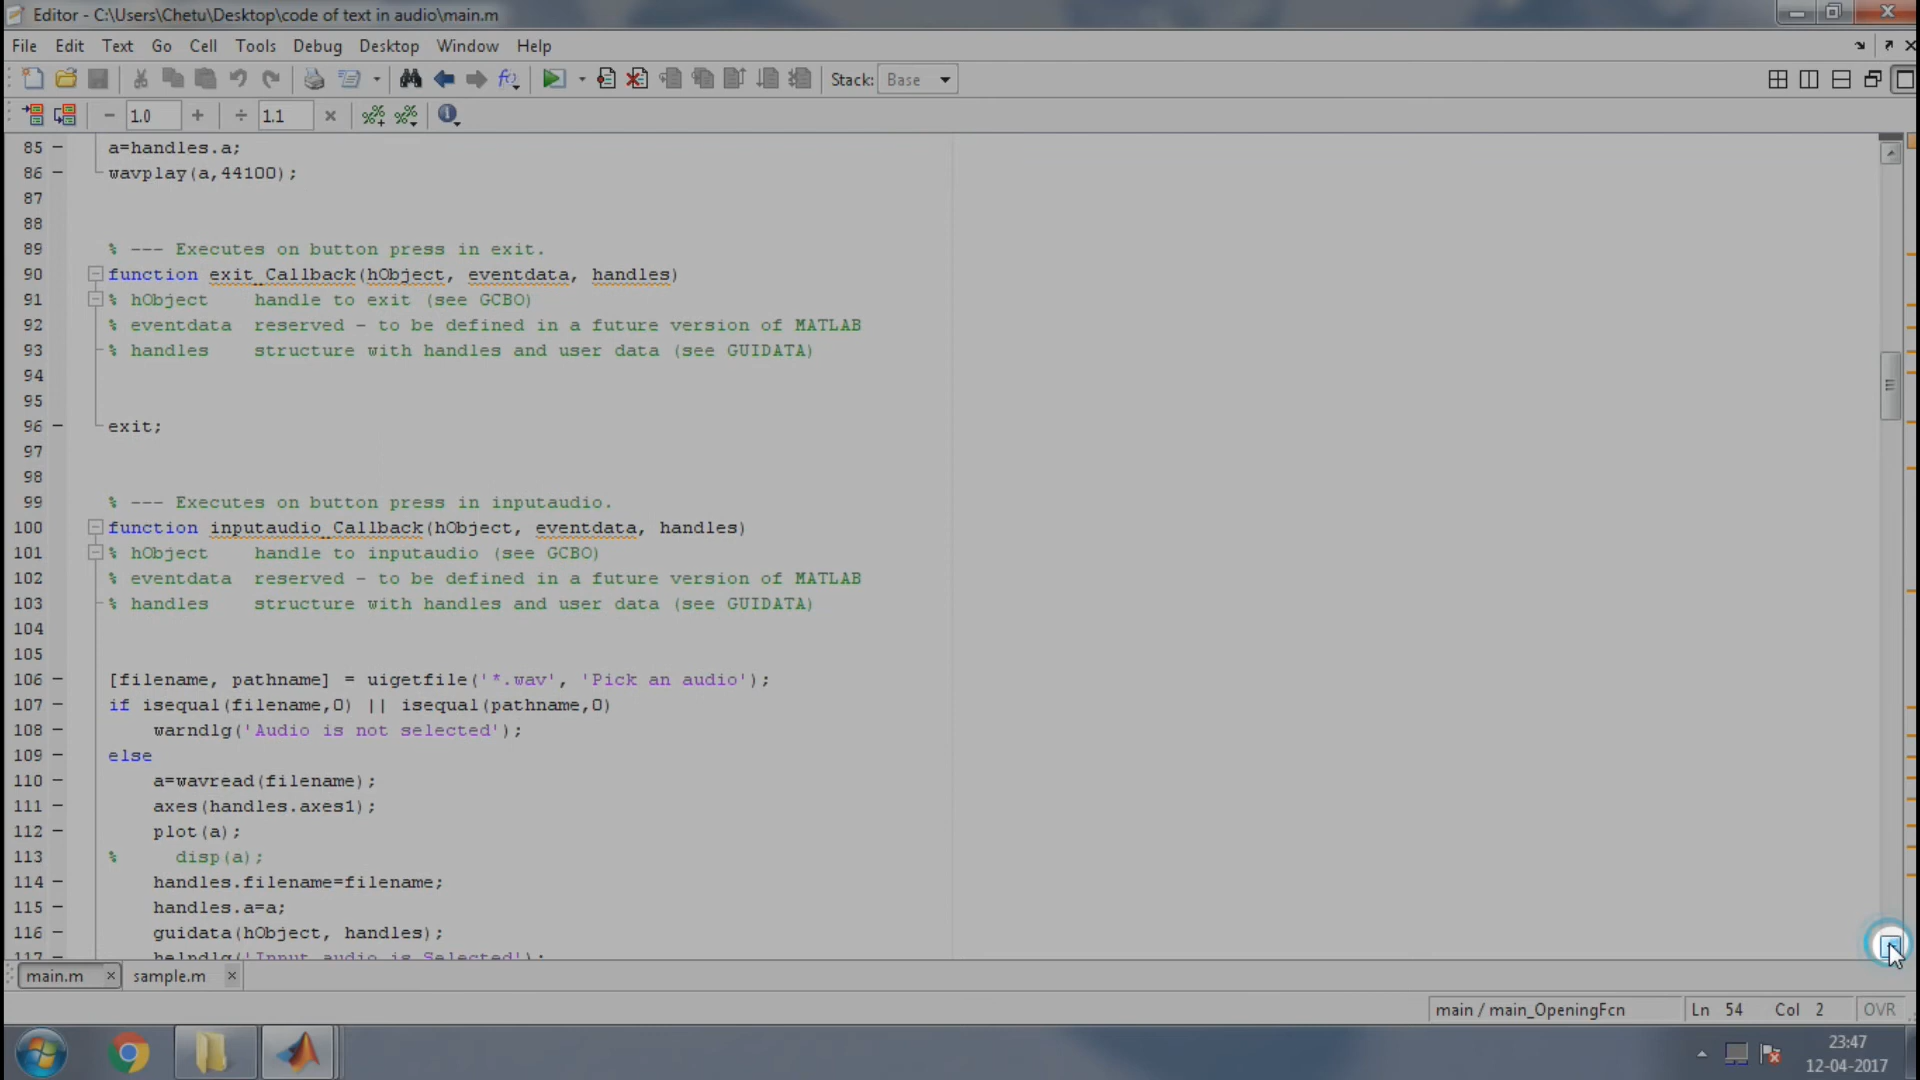 Editor - C:\Users\Chetu\Desktop\code of text in audio\main.m
File Edit Text Go Cell Tools Debug Desktop Window Help
Stack: Base
1.0 1.1
85 a=handles.a;
86 wavplay(a,44100);
87
88
89 % --- Executes on button press in exit.
90 function exit_Callback(hObject, eventdata, handles)
91 % hObject    handle to exit (see GCBO)
92 % eventdata  reserved - to be defined in a future version of MATLAB
93 % handles    structure with handles and user data (see GUIDATA)
94
95
96 exit;
97
98
99 % --- Executes on button press in inputaudio.
100 function inputaudio_Callback(hObject, eventdata, handles)
101 % hObject    handle to inputaudio (see GCBO)
102 % eventdata  reserved - to be defined in a future version of MATLAB
103 % handles    structure with handles and user data (see GUIDATA)
104
105
106 [filename, pathname] = uigetfile('*.wav', 'Pick an audio');
107 if isequal(filename,0) || isequal(pathname,0)
108     warndlg('Audio is not selected');
109 else
110     a=wavread(filename);
111     axes(handles.axes1);
112     plot(a);
113 %     disp(a);
114     handles.filename=filename;
115     handles.a=a;
116     guidata(hObject, handles);
117     helpdlg('Input audio is Selected');
main.m sample.m
main / main_OpeningFcn Ln 54 Col 2 OVR
23:47
12-04-2017